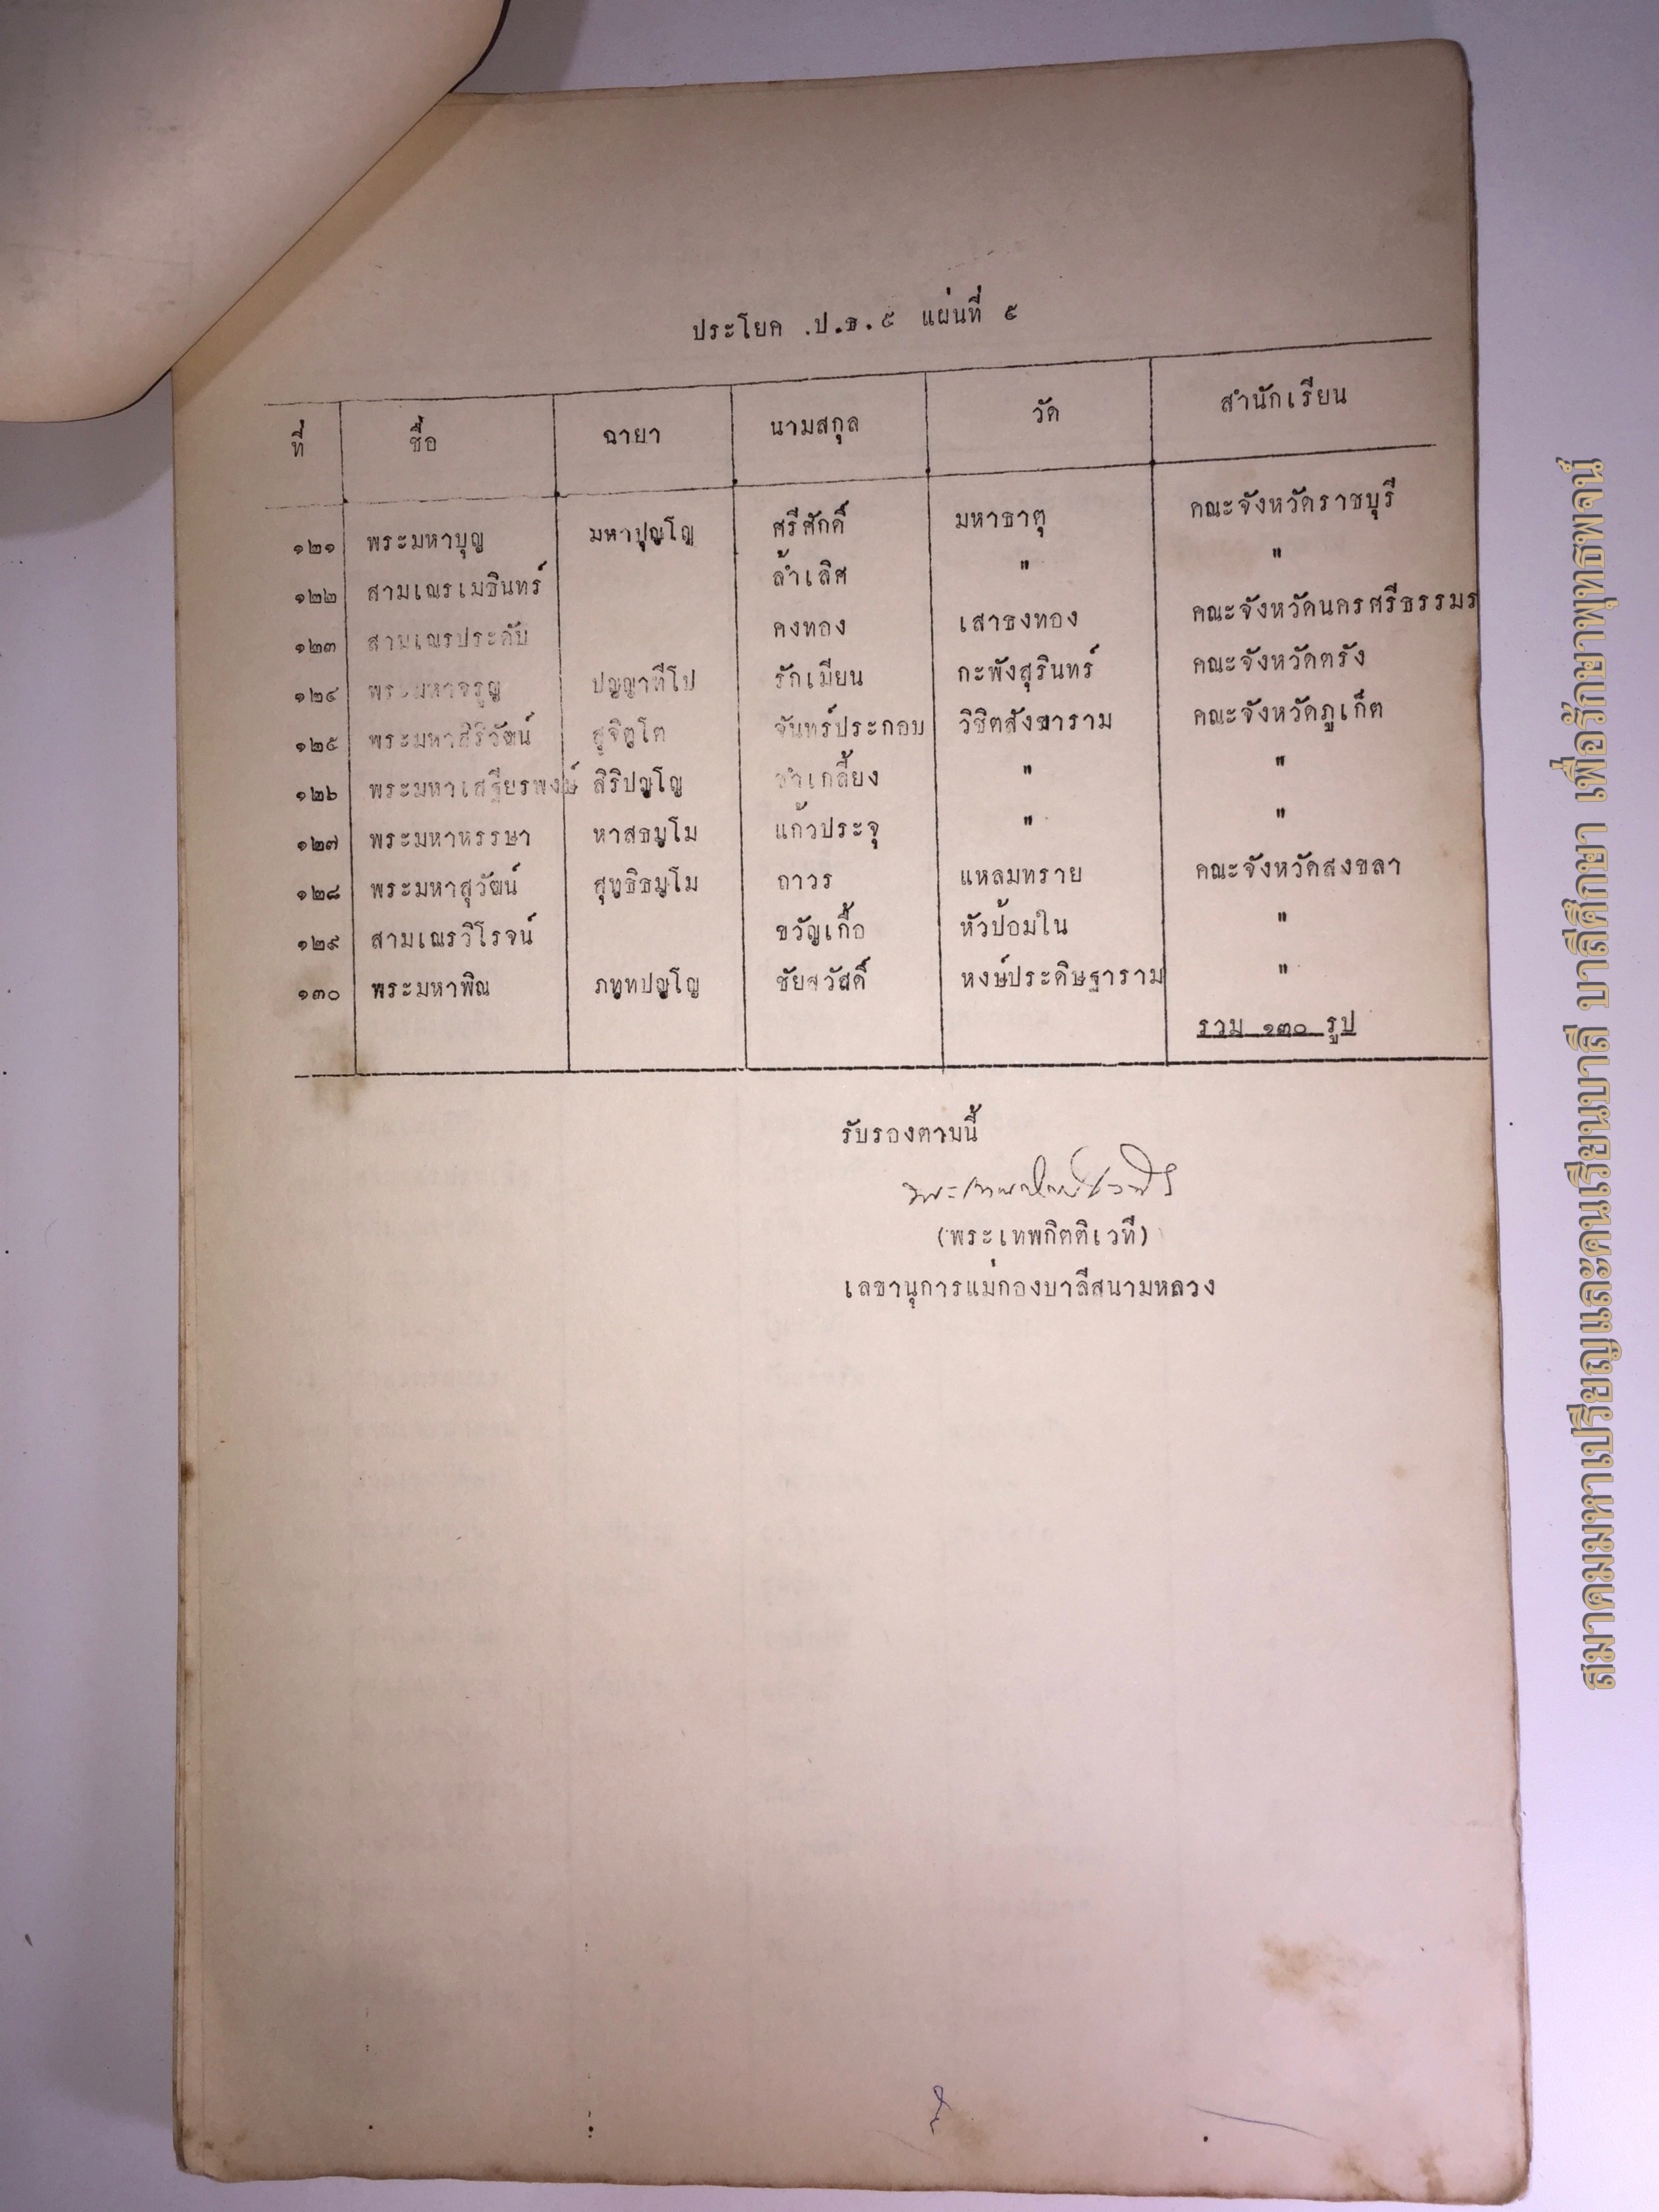 ประโยค .ป.ธ.๕ แผ่นที่ ๕
ที่ ชื่อ ฉายา นามสกุล วัด สำนักเรียน
๑๒๑ พระมหาบุญ มหาปุญฺโญ ศรีศักดิ์ มหาธาตุ คณะจังหวัดราชบุรี
๑๒๒ สามเณรเมธินทร์ ล้ำเลิศ " "
๑๒๓ สามเณรประดับ คงทอง เสาธงทอง คณะจังหวัดนครศรีธรรมร
๑๒๔ พระมหาจรูญ ปญฺญาทีโป รักเมียน กะพังสุรินทร์ คณะจังหวัดตรัง
๑๒๕ พระมหาสิริวัฒน์ สุจิตฺโต จันทร์ประกอบ วิชิตสังฆาราม คณะจังหวัดภูเก็ต
๑๒๖ พระมหาเสฐียรพงษ์ สิริปญฺโญ ขำเกลี้ยง " "
๑๒๗ พระมหาหรรษา หาสธมฺโม แก้วประจุ " "
๑๒๘ พระมหาสุวัฒน์ สุทฺธิธมฺโม ถาวร แหลมทราย คณะจังหวัดสงขลา
๑๒๙ สามเณรวิโรจน์ ขวัญเกื้อ หัวป้อมใน "
๑๓๐ พระมหาพิณ ภทฺทปญฺโญ ชัยสวัสดิ์ หงษ์ประดิษฐาราม "
รวม ๑๓๐ รูป
รับรองตามนี้
(พระเทพกิตติเวที)
เลขานุการแม่กองบาลีสนามหลวง
สมาคมมหาเปรียญและคนเรียนบาลี บาลีศึกษา เพื่อรักษาพุทธพจน์